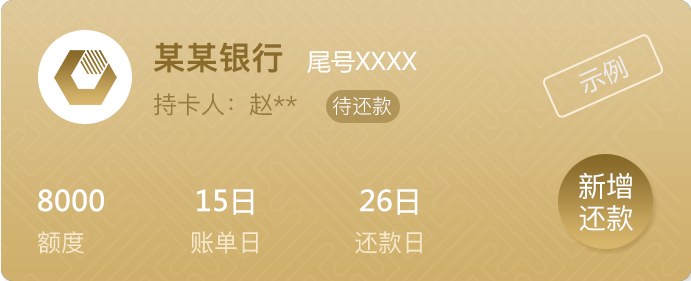 某某银行 尾号XXXX
持卡人：赵** 待还款
示例
8000 15日 26日
额度 账单日 还款日
新增
还款